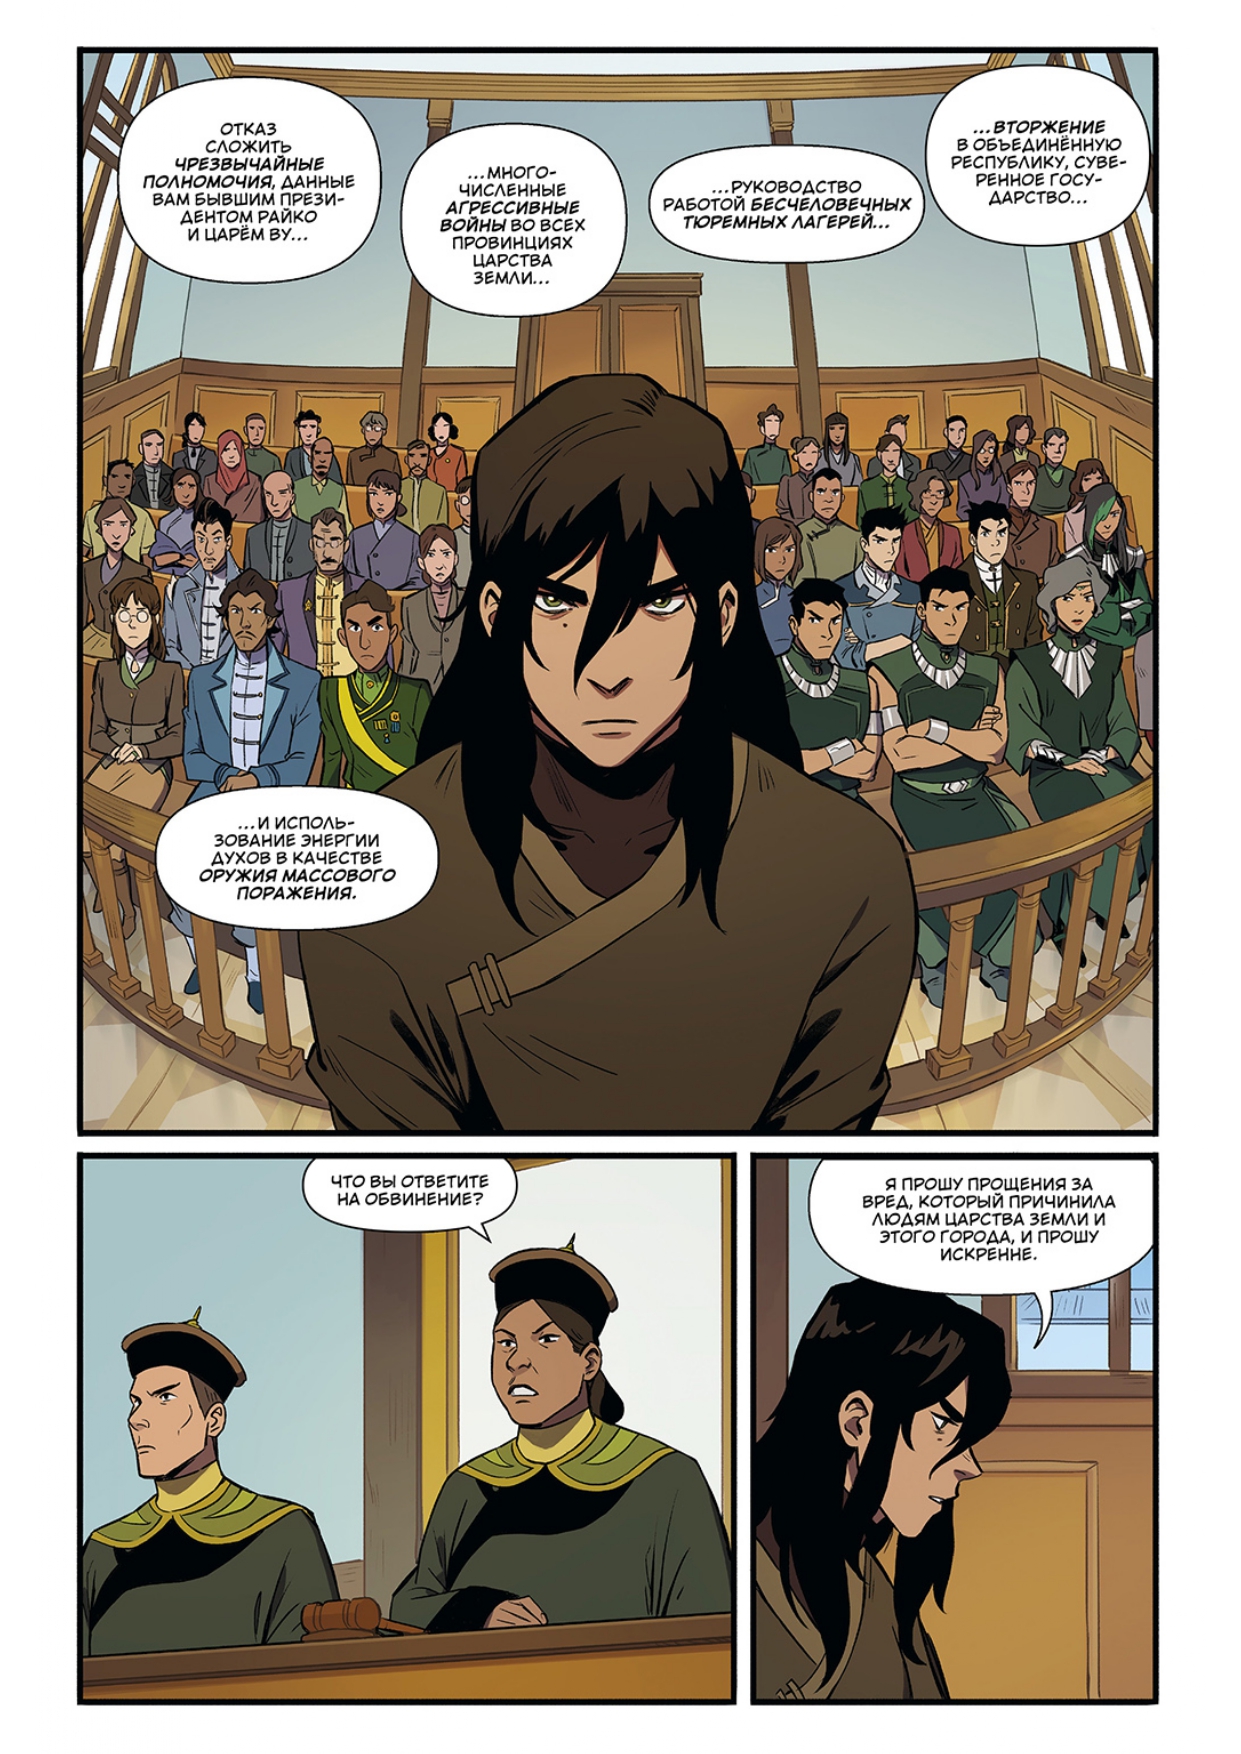 ОТКАЗ
СЛОЖИТЬ
ЧРЕЗВЫЧАЙНЫЕ
ПОЛНОМОЧИЯ, ДАННЫЕ
ВАМ БЫВШИМ ПРЕЗИ-
ДЕНТОМ РАЙКО
И ЦАРЁМ ВУ...
...МНОГО-
ЧИСЛЕННЫЕ
АГРЕССИВНЫЕ
ВОЙНЫ ВО ВСЕХ
ПРОВИНЦИЯХ
ЦАРСТВА
ЗЕМЛИ...
...РУКОВОДСТВО
РАБОТОЙ БЕСЧЕЛОВЕЧНЫХ
ТЮРЕМНЫХ ЛАГЕРЕЙ...
...ВТОРЖЕНИЕ
В ОБЪЕДИНЁННУЮ
РЕСПУБЛИКУ, СУВЕ-
РЕННОЕ ГОСУ-
ДАРСТВО...
...И ИСПОЛЬ-
ЗОВАНИЕ ЭНЕРГИИ
ДУХОВ В КАЧЕСТВЕ
ОРУЖИЯ МАССОВОГО
ПОРАЖЕНИЯ.
ЧТО ВЫ ОТВЕТИТЕ
НА ОБВИНЕНИЕ?
Я ПРОШУ ПРОЩЕНИЯ ЗА
ВРЕД, КОТОРЫЙ ПРИЧИНИЛА
ЛЮДЯМ ЦАРСТВА ЗЕМЛИ И
ЭТОГО ГОРОДА, И ПРОШУ
ИСКРЕННЕ.